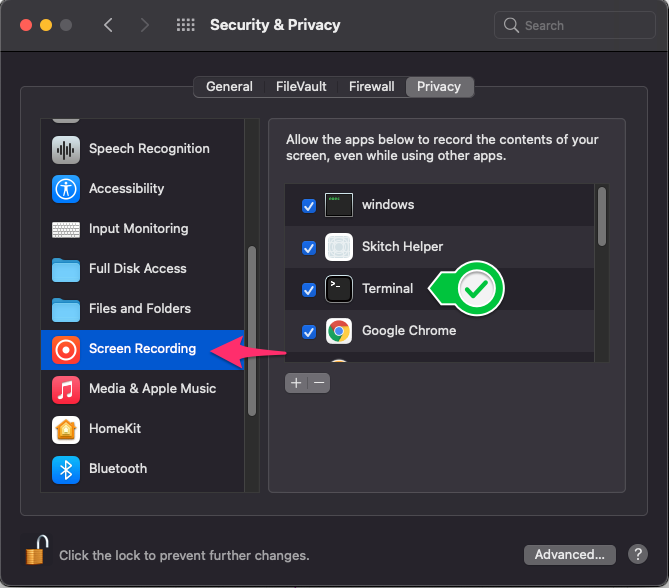 Security & Privacy
Search
General
FileVault
Firewall
Privacy
Speech Recognition
Accessibility
Input Monitoring
Full Disk Access
Files and Folders
Screen Recording
Media & Apple Music
HomeKit
Bluetooth
Allow the apps below to record the contents of your
screen, even while using other apps.
windows
Skitch Helper
>-
Terminal
Google Chrome
+
−
Click the lock to prevent further changes.
Advanced...
?